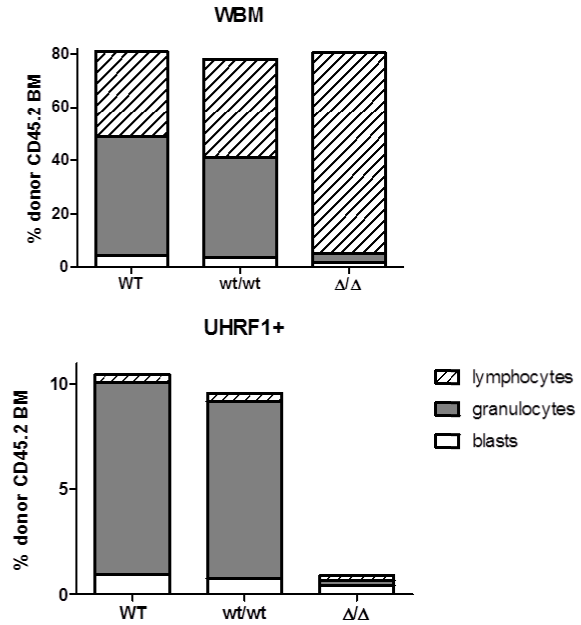 WBM
% donor CD45.2 BM
80
60
40
20
0
WT
wt/wt
Δ/Δ
UHRF1+
% donor CD45.2 BM
10
5
0
WT
wt/wt
Δ/Δ
lymphocytes
granulocytes
blasts